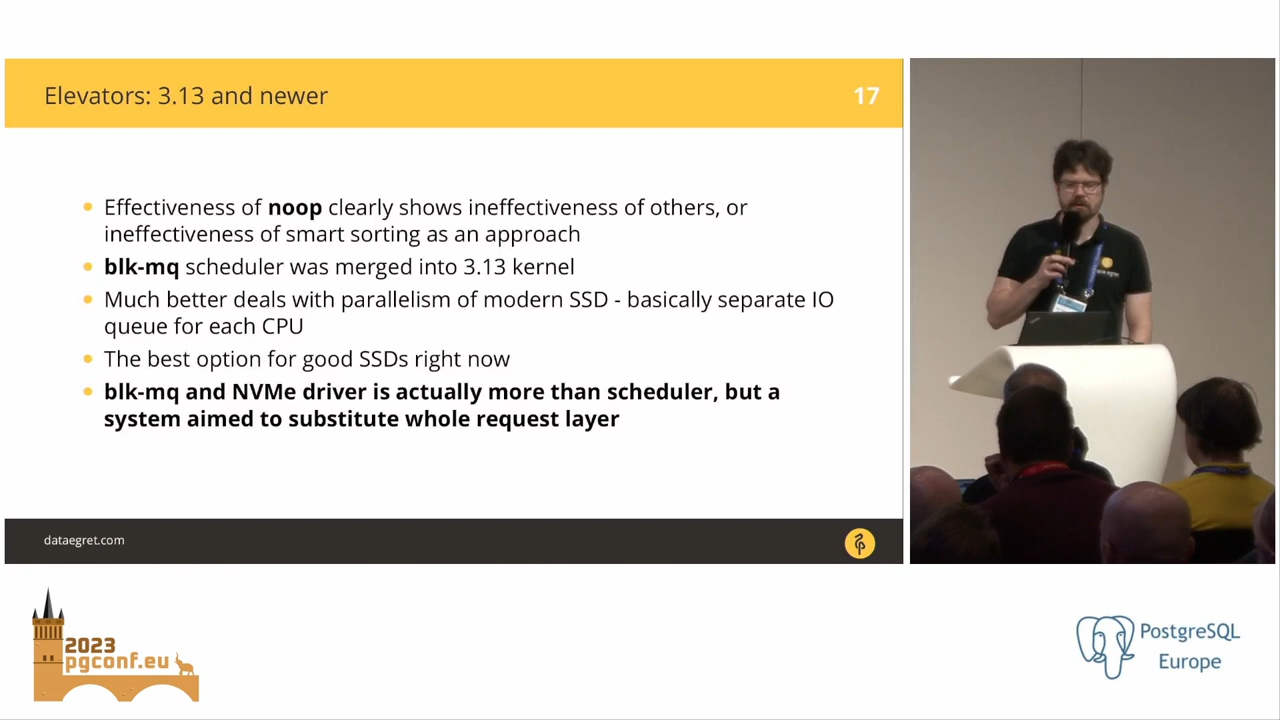 Elevators: 3.13 and newer
17
Effectiveness of noop clearly shows ineffectiveness of others, or
ineffectiveness of smart sorting as an approach
blk-mq scheduler was merged into 3.13 kernel
Much better deals with parallelism of modern SSD - basically separate IO
queue for each CPU
The best option for good SSDs right now
blk-mq and NVMe driver is actually more than scheduler, but a
system aimed to substitute whole request layer
dataegret.com
2023
pgconf.eu
PostgreSQL
Europe